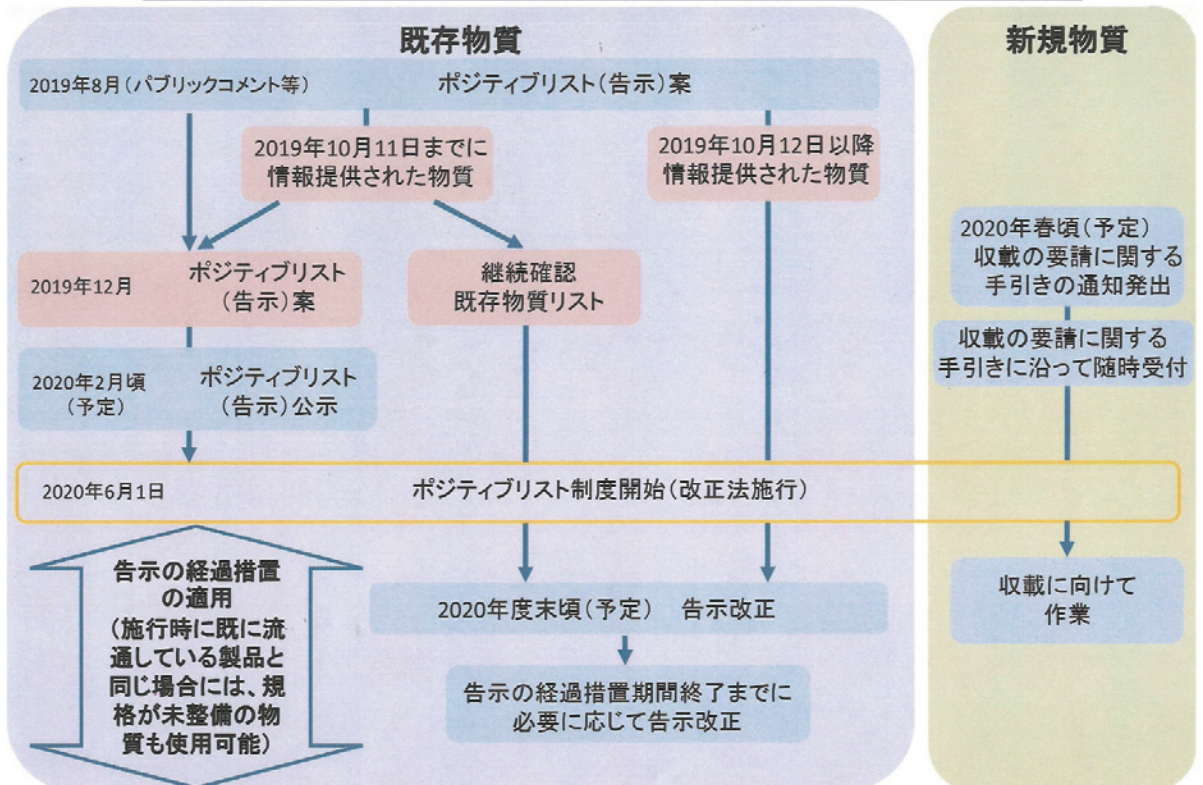 既存物質
新規物質
2019年8月(パブリックコメント等)
ポジティブリスト(告示)案
2019年10月11日までに
情報提供された物質
2019年10月12日以降
情報提供された物質
2019年12月
ポジティブリスト
(告示)案
継続確認
既存物質リスト
2020年春頃(予定)
収載の要請に関する
手引きの通知発出
収載の要請に関する
手引きに沿って随時受付
2020年2月頃
(予定)
ポジティブリスト
(告示)公示
2020年6月1日
ポジティブリスト制度開始(改正法施行)
告示の経過措置
の適用
(施行時に既に流
通している製品と
同じ場合には、規
格が未整備の物
質も使用可能)
2020年度末頃(予定) 告示改正
告示の経過措置期間終了までに
必要に応じて告示改正
収載に向けて
作業